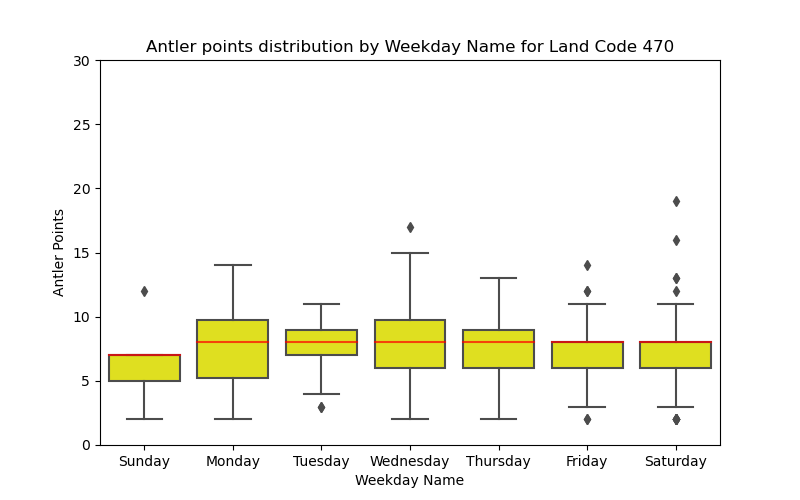 Antler points distribution by Weekday Name for Land Code 470
30
25
20
15
10
5
0
Antler Points
Sunday Monday Tuesday Wednesday Thursday Friday Saturday
Weekday Name